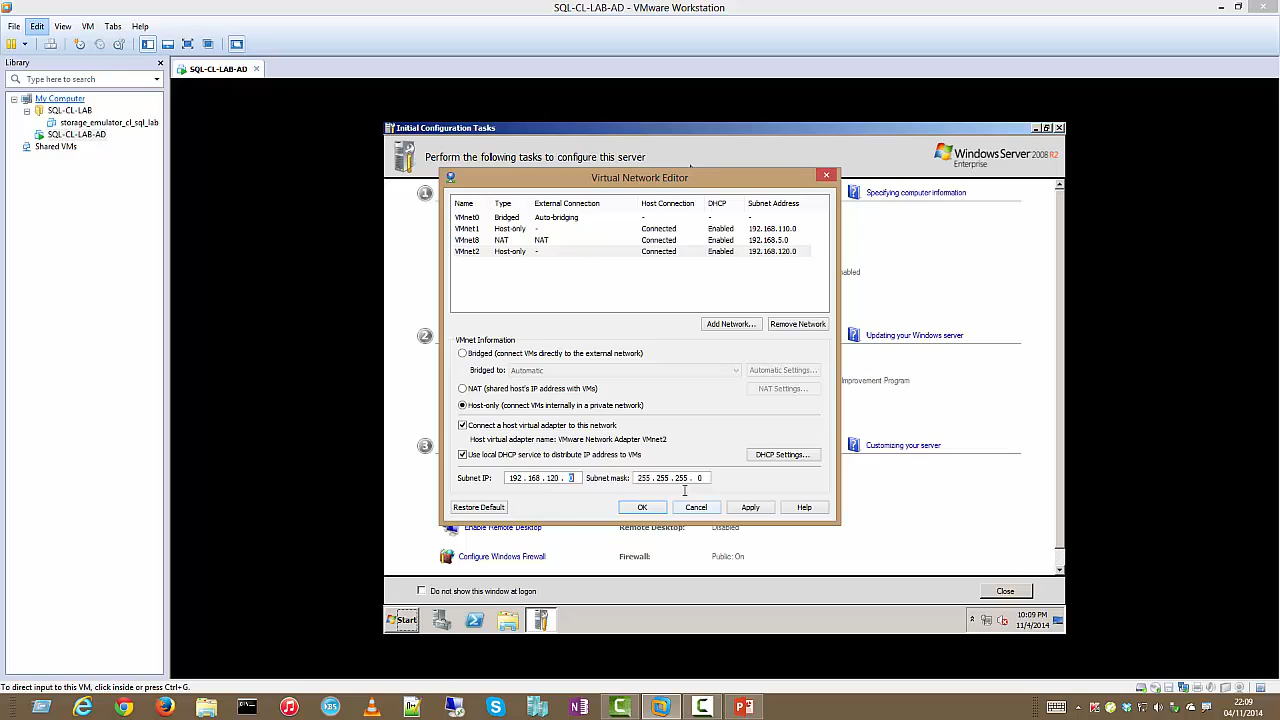 SQL-CL-LAB-AD - VMware Workstation
File Edit View VM Tabs Help
Library
Type here to search
SQL-CL-LAB-AD
My Computer
SQL-CL-LAB
storage_emulator_cl_sql_lab
SQL-CL-LAB-AD
Shared VMs
Initial Configuration Tasks
Perform the following tasks to configure this server
Windows Server 2008 R2
Enterprise
Virtual Network Editor
Name Type External Connection Host Connection DHCP Subnet Address
VMnet0 Bridged Auto-bridging - - -
VMnet1 Host-only - Connected Enabled 192.168.110.0
VMnet8 NAT NAT Connected Enabled 192.168.5.0
VMnet2 Host-only - Connected Enabled 192.168.120.0
Add Network... Remove Network
VMnet Information
Bridged (connect VMs directly to the external network)
Bridged to: Automatic Automatic Settings...
NAT (shared host's IP address with VMs) NAT Settings...
Host-only (connect VMs internally in a private network)
Connect a host virtual adapter to this network
Host virtual adapter name: VMware Network Adapter VMnet2
Use local DHCP service to distribute IP address to VMs DHCP Settings...
Subnet IP: 192 . 168 . 120 . 0 Subnet mask: 255 . 255 . 255 . 0
Restore Default OK Cancel Apply Help
1
Specifying computer information
abled
2
Updating your Windows server
Improvement Program
3
Customizing your server
Enable Remote Desktop Remote Desktop: Disabled
Configure Windows Firewall Firewall: Public: On
Do not show this window at logon Close
Start
10:09 PM
11/4/2014
To direct input to this VM, click inside or press Ctrl+G.
22:09
04/11/2014